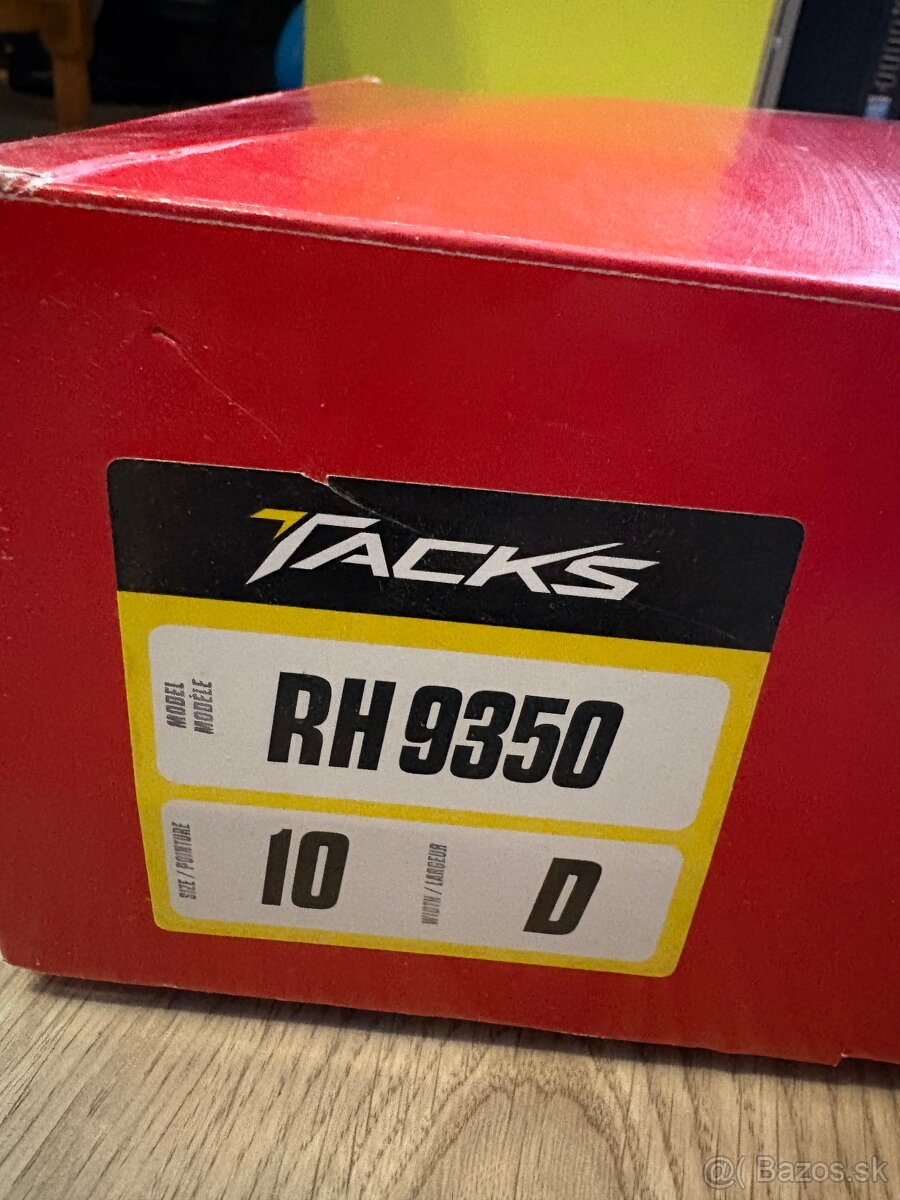 TACKS
MODEL
MODÈLE
RH 9350
SIZE / POINTURE
10
WIDTH / LARGEUR
D
@( Bazos.sk